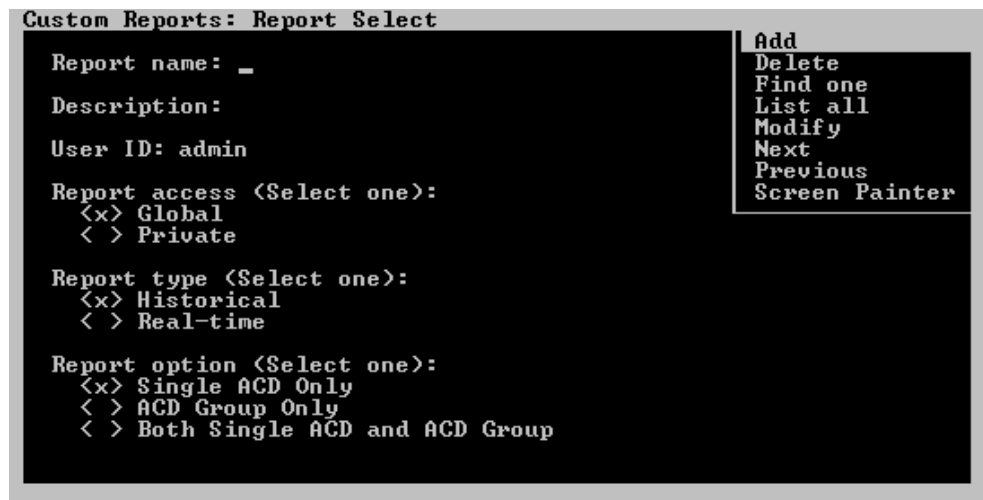 Custom Reports: Report Select
Report name: _
Description:
User ID: admin
Report access (Select one):
<x> Global
< > Private
Report type (Select one):
<x> Historical
< > Real-time
Report option (Select one):
<x> Single ACD Only
< > ACD Group Only
< > Both Single ACD and ACD Group
Add
Delete
Find one
List all
Modify
Next
Previous
Screen Painter